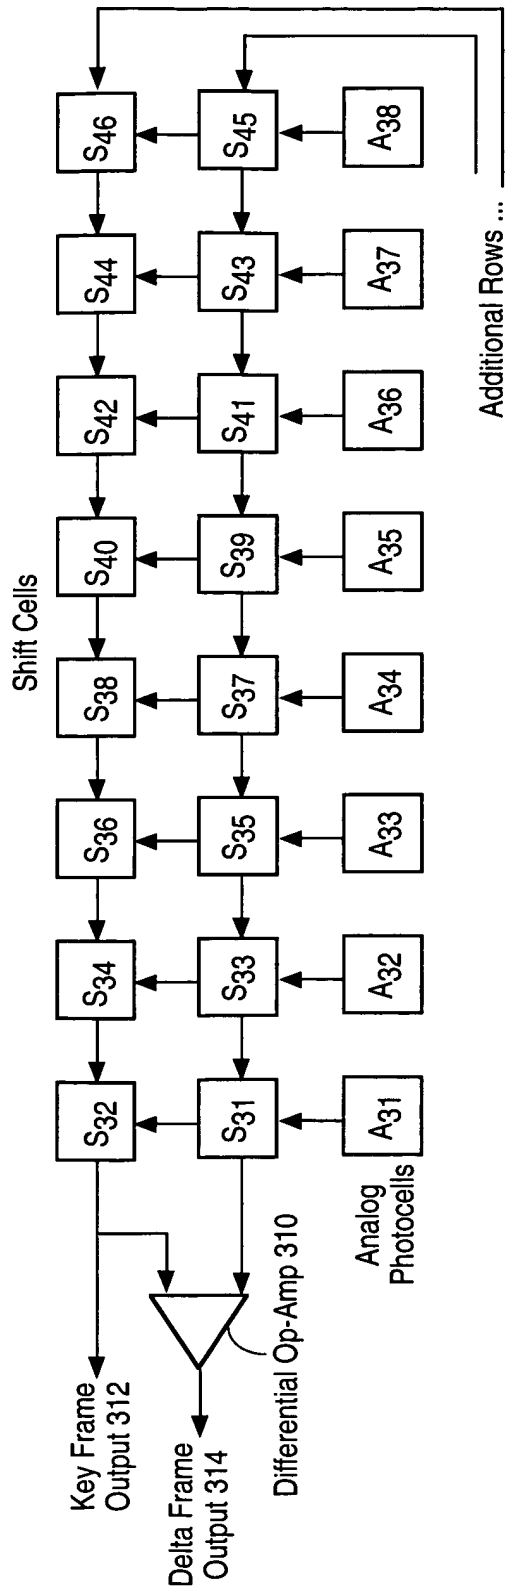 Shift Cells
S32
S34
S36
S38
S40
S42
S44
S46
Key Frame
Output 312
S31
S33
S35
S37
S39
S41
S43
S45
Delta Frame
Output 314
Differential Op-Amp 310
Analog
Photocells
A31
A32
A33
A34
A35
A36
A37
A38
Additional Rows ...